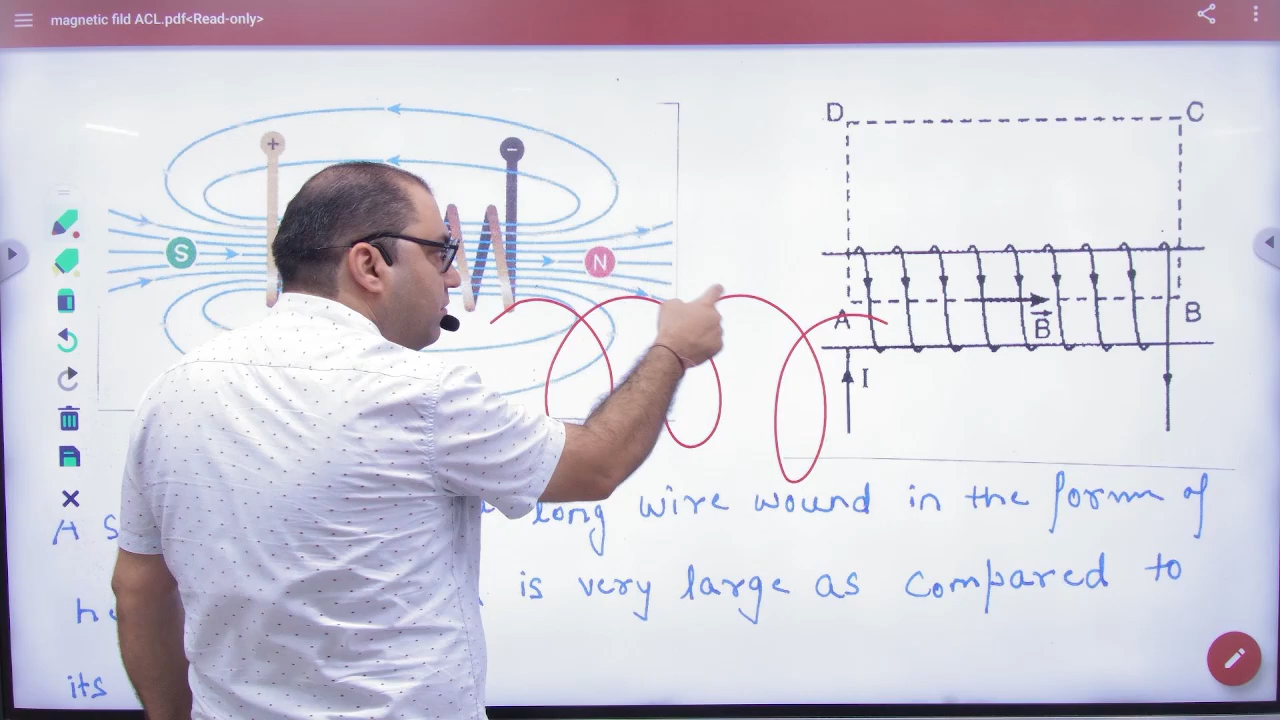 magnetic fild ACL.pdf<Read-only>
+
−
S
N
D
C
A
B
B
I
A S
long wire wound in the form of
he
is very large as compared to
its